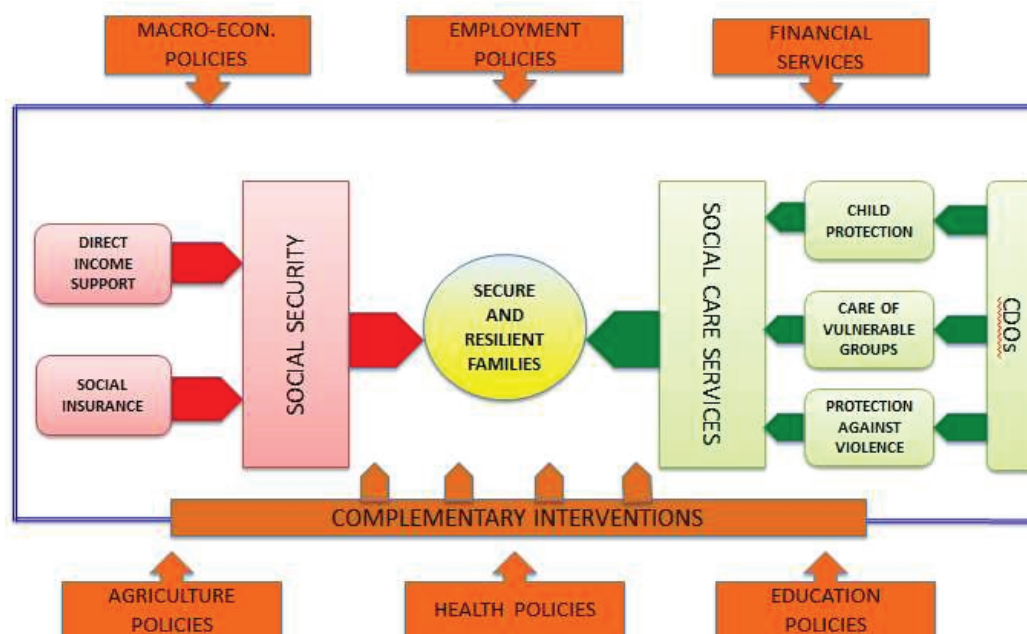 MACRO-ECON.
POLICIES
EMPLOYMENT
POLICIES
FINANCIAL
SERVICES
DIRECT
INCOME
SUPPORT
SOCIAL
INSURANCE
SOCIAL SECURITY
SECURE
AND
RESILIENT
FAMILIES
SOCIAL CARE SERVICES
CHILD
PROTECTION
CARE OF
VULNERABLE
GROUPS
PROTECTION
AGAINST
VIOLENCE
CDOs
COMPLEMENTARY INTERVENTIONS
AGRICULTURE
POLICIES
HEALTH POLICIES
EDUCATION
POLICIES